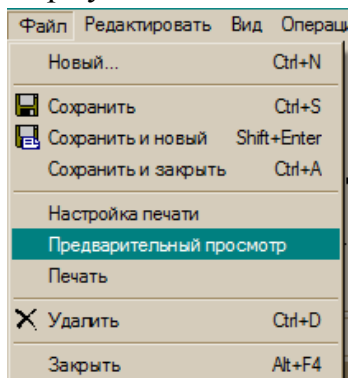 Файл Редактировать Вид Операц
Новый... Ctrl+N
Сохранить Ctrl+S
Сохранить и новый Shift+Enter
Сохранить и закрыть Ctrl+A
Настройка печати
Предварительный просмотр
Печать
Удалить Ctrl+D
Закрыть Alt+F4